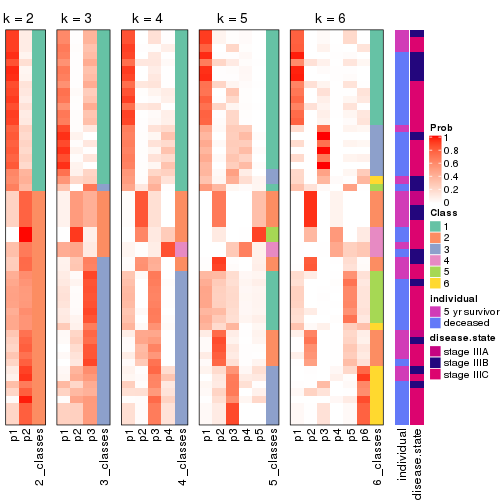 k = 2
k = 3
k = 4
k = 5
k = 6
Prob
1
0.8
0.6
0.4
0.2
0
Class
1
2
3
4
5
6
individual
5 yr survivor
deceased
disease.state
stage IIIA
stage IIIB
stage IIIC
p1
p2
2_classes
p1
p2
p3
3_classes
p1
p2
p3
p4
4_classes
p1
p2
p3
p4
p5
5_classes
p1
p2
p3
p4
p5
p6
6_classes
individual
disease.state